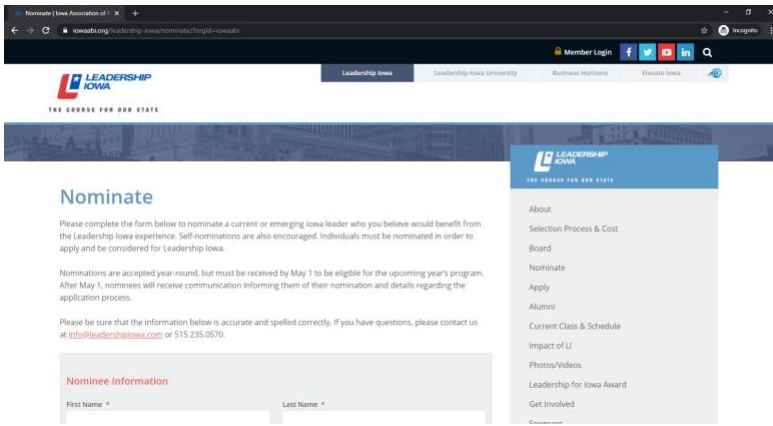 Nominate | Iowa Association of
iowaabi.org/leadership-iowa/nominate/?orgId=iowaabi
Incognito
Member Login
LEADERSHIP
IOWA
THE COURSE FOR OUR STATE
Leadership Iowa
Leadership Iowa University
Business Horizons
Elevate Iowa
LEADERSHIP
IOWA
THE COURSE FOR OUR STATE
Nominate
Please complete the form below to nominate a current or emerging Iowa leader who you believe would benefit from
the Leadership Iowa experience. Self-nominations are also encouraged. Individuals must be nominated in order to
apply and be considered for Leadership Iowa.
Nominations are accepted year-round, but must be received by May 1 to be eligible for the upcoming year's program.
After May 1, nominees will receive communication informing them of their nomination and details regarding the
application process.
Please be sure that the information below is accurate and spelled correctly. If you have questions, please contact us
at info@leadershipiowa.com or 515.235.0570.
Nominee Information
First Name *
Last Name *
About
Selection Process & Cost
Board
Nominate
Apply
Alumni
Current Class & Schedule
Impact of LI
Photos/Videos
Leadership for Iowa Award
Get Involved
Sponsors